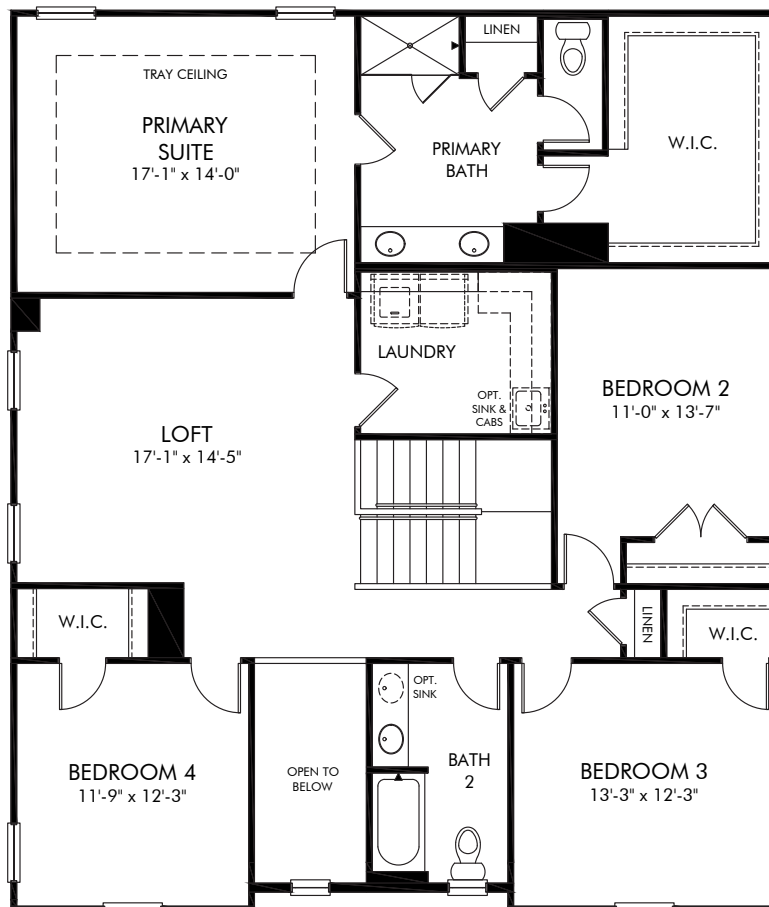 LINEN
TRAY CEILING
PRIMARY
SUITE
17'-1" x 14'-0"
PRIMARY
BATH
W.I.C.
LAUNDRY
OPT.
SINK &
CABS
BEDROOM 2
11'-0" x 13'-7"
LOFT
17'-1" x 14'-5"
W.I.C.
LINEN
W.I.C.
OPT.
SINK
BEDROOM 4
11'-9" x 12'-3"
OPEN TO
BELOW
BATH
2
BEDROOM 3
13'-3" x 12'-3"